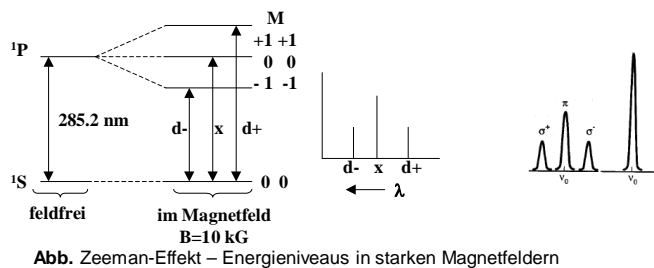 M
+1 +1
¹P
0 0
- 1 -1
285.2 nm
d-
x
d+
¹S
0 0
feldfrei
im Magnetfeld
B=10 kG
d- x d+
λ
σ⁺
π
σ⁻
ν₀
ν₀
Abb. Zeeman-Effekt – Energieniveaus in starken Magnetfeldern